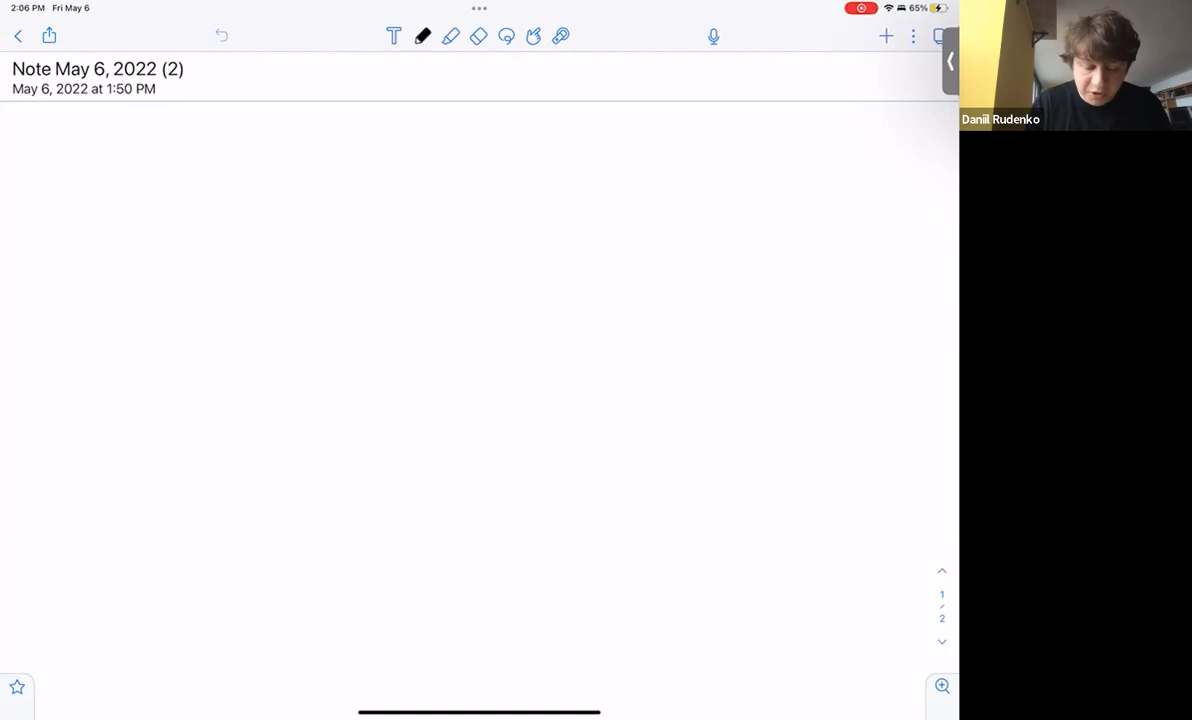 2:06 PM Fri May 6
65%
Note May 6, 2022 (2)
May 6, 2022 at 1:50 PM
Daniil Rudenko
1
/
2